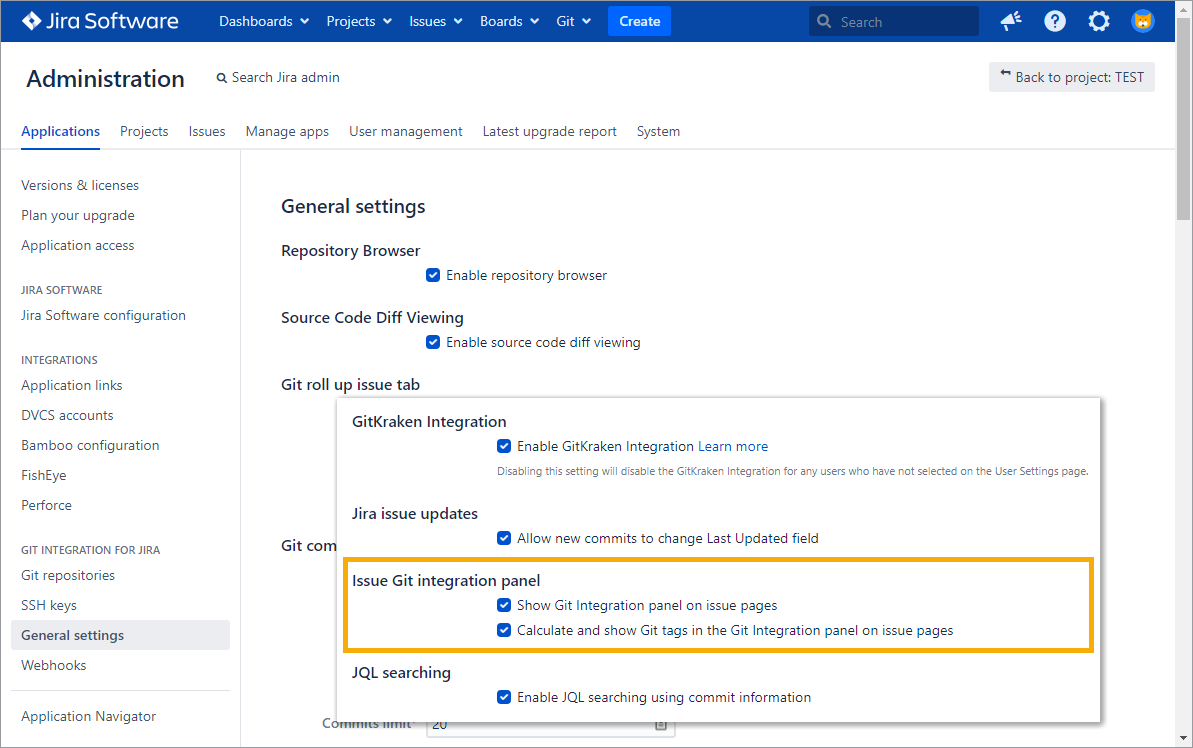 Jira Software Dashboards Projects Issues Boards Git Create Search
Administration Search Jira admin Back to project: TEST
Applications Projects Issues Manage apps User management Latest upgrade report System
Versions & licenses
Plan your upgrade
Application access
JIRA SOFTWARE
Jira Software configuration
INTEGRATIONS
Application links
DVCS accounts
Bamboo configuration
FishEye
Perforce
GIT INTEGRATION FOR JIRA
Git repositories
SSH keys
General settings
Webhooks
Application Navigator
General settings
Repository Browser
Enable repository browser
Source Code Diff Viewing
Enable source code diff viewing
Git roll up issue tab
GitKraken Integration
Enable GitKraken Integration Learn more
Disabling this setting will disable the GitKraken Integration for any users who have not selected on the User Settings page.
Jira issue updates
Allow new commits to change Last Updated field
Git com
Issue Git integration panel
Show Git Integration panel on issue pages
Calculate and show Git tags in the Git Integration panel on issue pages
JQL searching
Enable JQL searching using commit information
Commits limit* 20